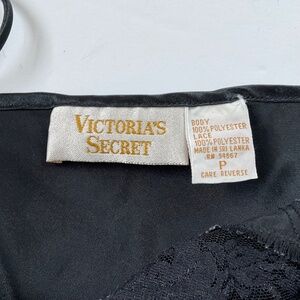 VICTORIA'S
SECRET
BODY
100% POLYESTER
LACE
100% POLYESTER
MADE IN SRI LANKA
RN 54867
P
CARE REVERSE